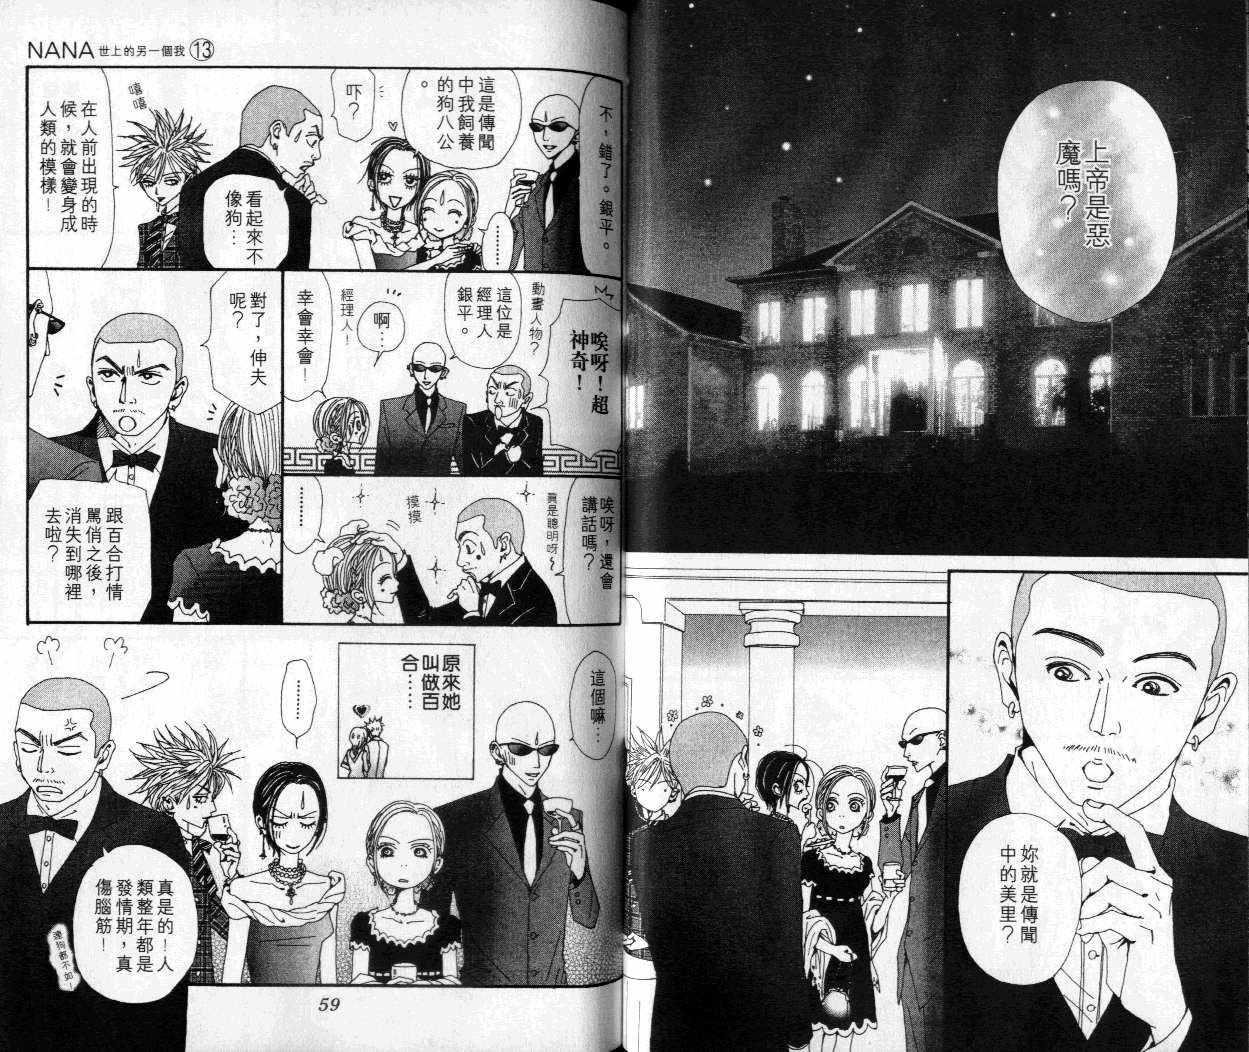 上帝是惡
魔嗎？
妳就是傳聞
中的美里？
NANA 世上的另一個我 ⑬
不，錯了。銀平。
這是傳聞
中我飼養
的狗八公
。
吓？
………
看起來不
像狗…
嘻嘻
在人前出現的時
候，就會變身成
人類的模樣！
唉呀！超
神奇！
動畫人物？
這位是
經理人
銀平。
啊…
經理人！
幸會幸會！
唉呀，還會
講話嗎？
真是聰明呀～
摸摸
………
對了，伸夫
呢？
跟百合打情
罵俏之後，
消失到哪裡
去啦？
這個嘛…
原來她
叫做百
合……
………
真是的！人
類整年都是
發情期，真
傷腦筋！
連狗都不如～
59